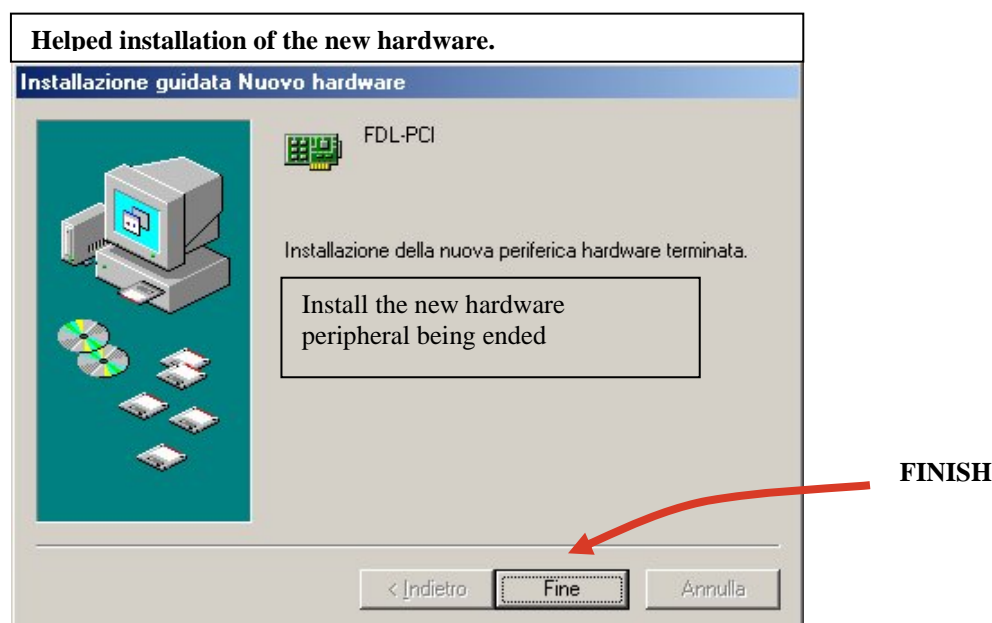 Helped installation of the new hardware.
Installazione guidata Nuovo hardware
FDL-PCI
Installazione della nuova periferica hardware terminata.
Install the new hardware
peripheral being ended
FINISH
< Indietro
Fine
Annulla